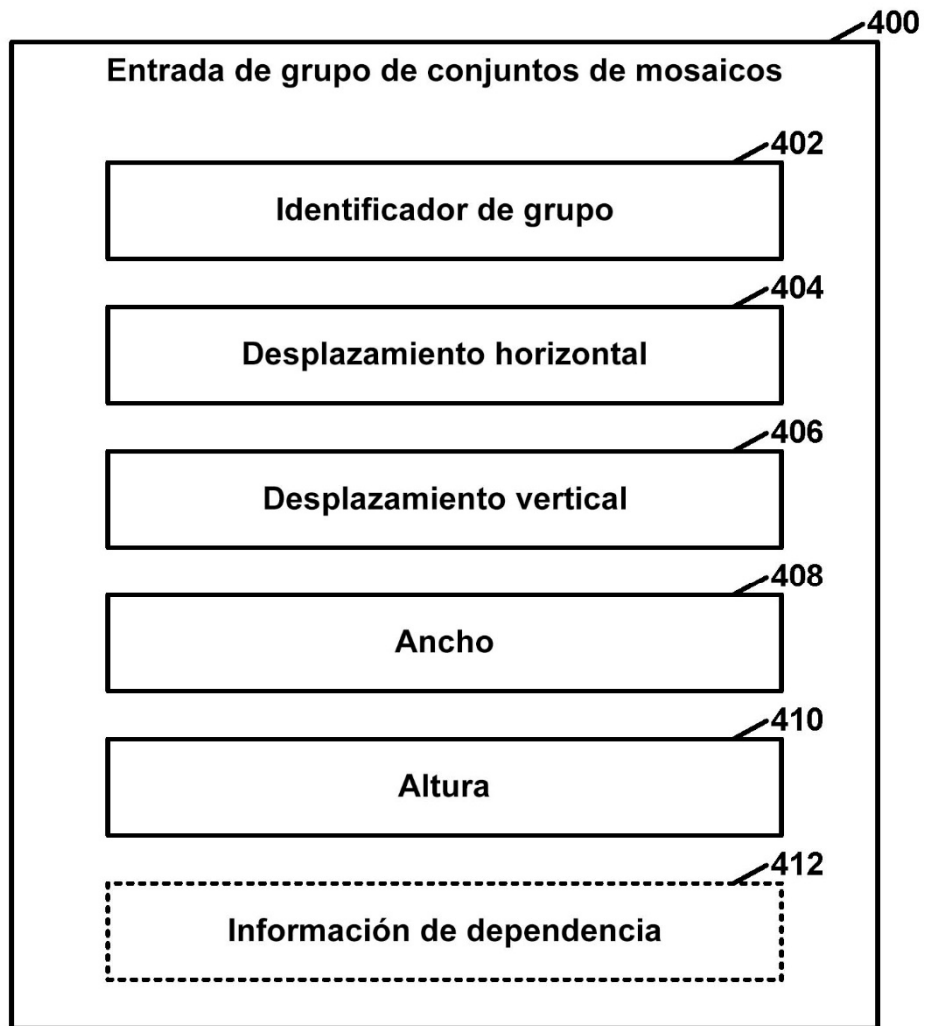 400
Entrada de grupo de conjuntos de mosaicos
402
Identificador de grupo
404
Desplazamiento horizontal
406
Desplazamiento vertical
408
Ancho
410
Altura
412
Información de dependencia